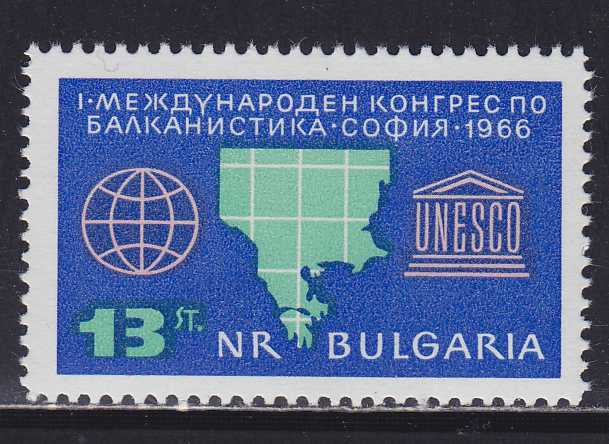 I·МЕЖДУНАРОДЕН КОНГРЕС ПО
БАЛКАНИСТИКА·СОФИЯ·1966
UNESCO
13 ST.
NR BULGARIA